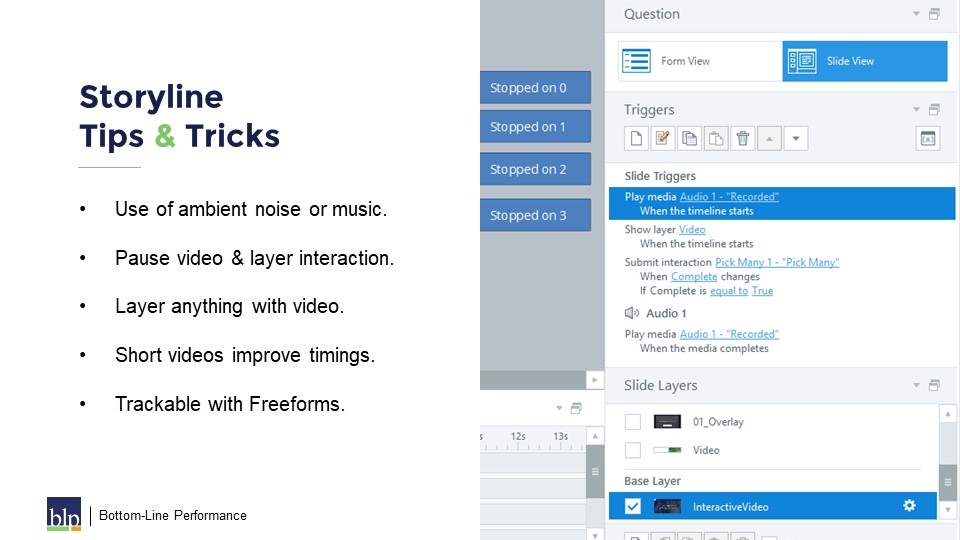 Storyline
Tips & Tricks
• Use of ambient noise or music.
• Pause video & layer interaction.
• Layer anything with video.
• Short videos improve timings.
• Trackable with Freeforms.
blp
Bottom-Line Performance
Stopped on 0
Stopped on 1
Stopped on 2
Stopped on 3
s 12s 13s
Question
Form View
Slide View
Triggers
Slide Triggers
Play media Audio 1 - "Recorded"
When the timeline starts
Show layer Video
When the timeline starts
Submit interaction Pick Many 1 - "Pick Many"
When Complete changes
If Complete is equal to True
Audio 1
Play media Audio 1 - "Recorded"
When the media completes
Slide Layers
01_Overlay
Video
Base Layer
InteractiveVideo